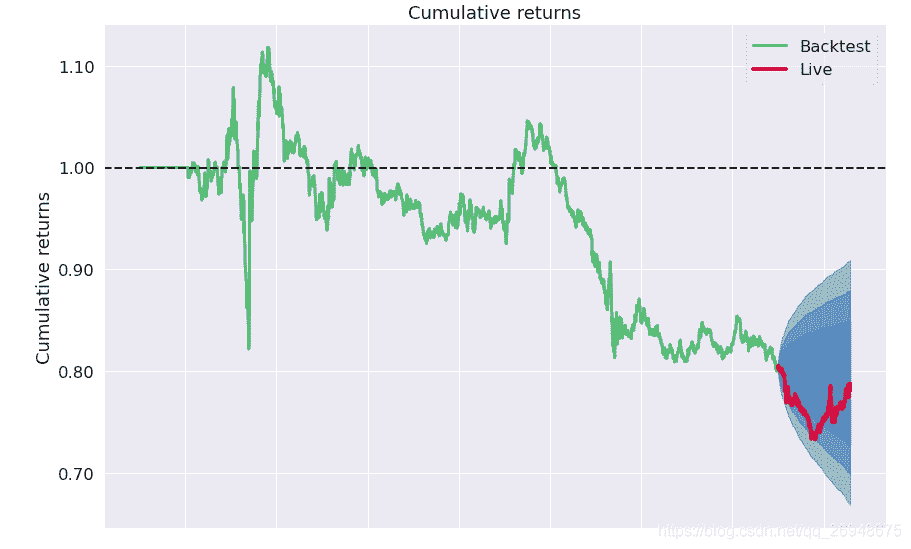 Cumulative returns
Backtest
Live
1.10
1.00
0.90
0.80
0.70
Cumulative returns
https://blog.csdn.net/qq_26948675